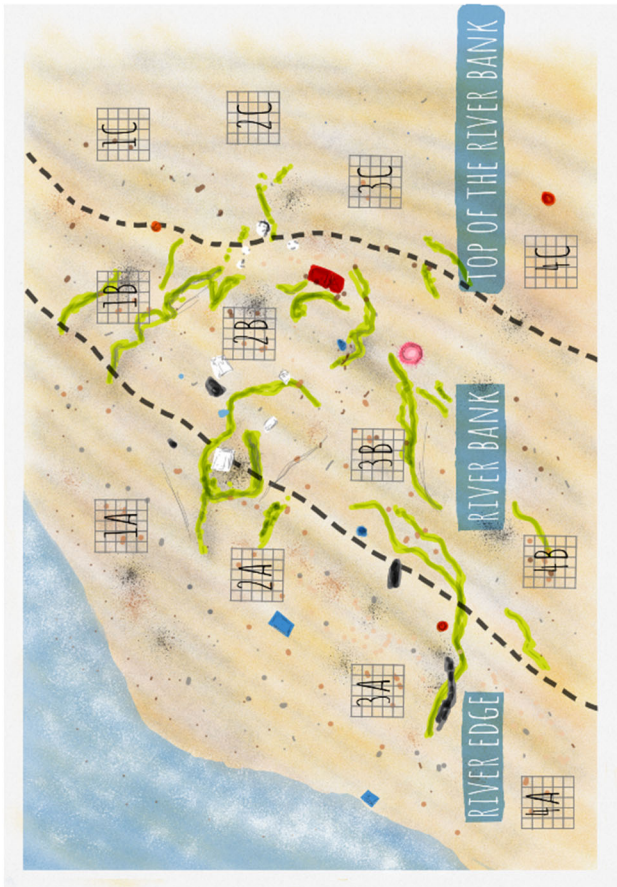 TOP OF THE RIVER BANK
1C
2C
3C
4C
RIVER BANK
1B
2B
3B
4B
RIVER EDGE
1A
2A
3A
4A